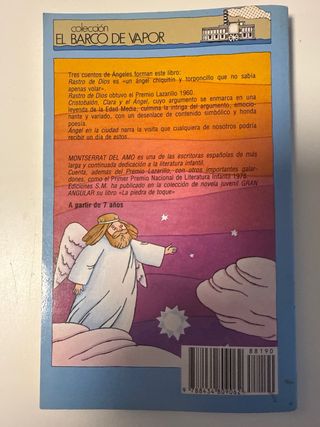 colección
EL BARCO DE VAPOR
Tres cuentos de Ángeles forman este libro:
Rastro de Dios es «un ángel chiquitín y torponcillo que no sabía
apenas volar».
Rastro de Dios obtuvo el Premio Lazarillo 1960.
Cristobalón, Clara y el Ángel, cuyo argumento se enmarca en una
leyenda de la Edad Media, culmina la intriga del argumento, emocio-
nante y variado, con un desenlace de contenido simbólico y honda
poesía.
Ángel en la ciudad narra la visita que cualquiera de nosotros podría
recibir un día de estos.
MONTSERRAT DEL AMO es una de las escritoras españolas de más
larga y continuada dedicación a la literatura infantil.
Cuenta, además del Premio Lazarillo, con otros importantes galar-
dones, como el Primer Premio Nacional de Literatura Infantil 1978.
Ediciones S.M. ha publicado en la colección de novela juvenil GRAN
ANGULAR su libro «La piedra de toque»
A partir de 7 años
88190